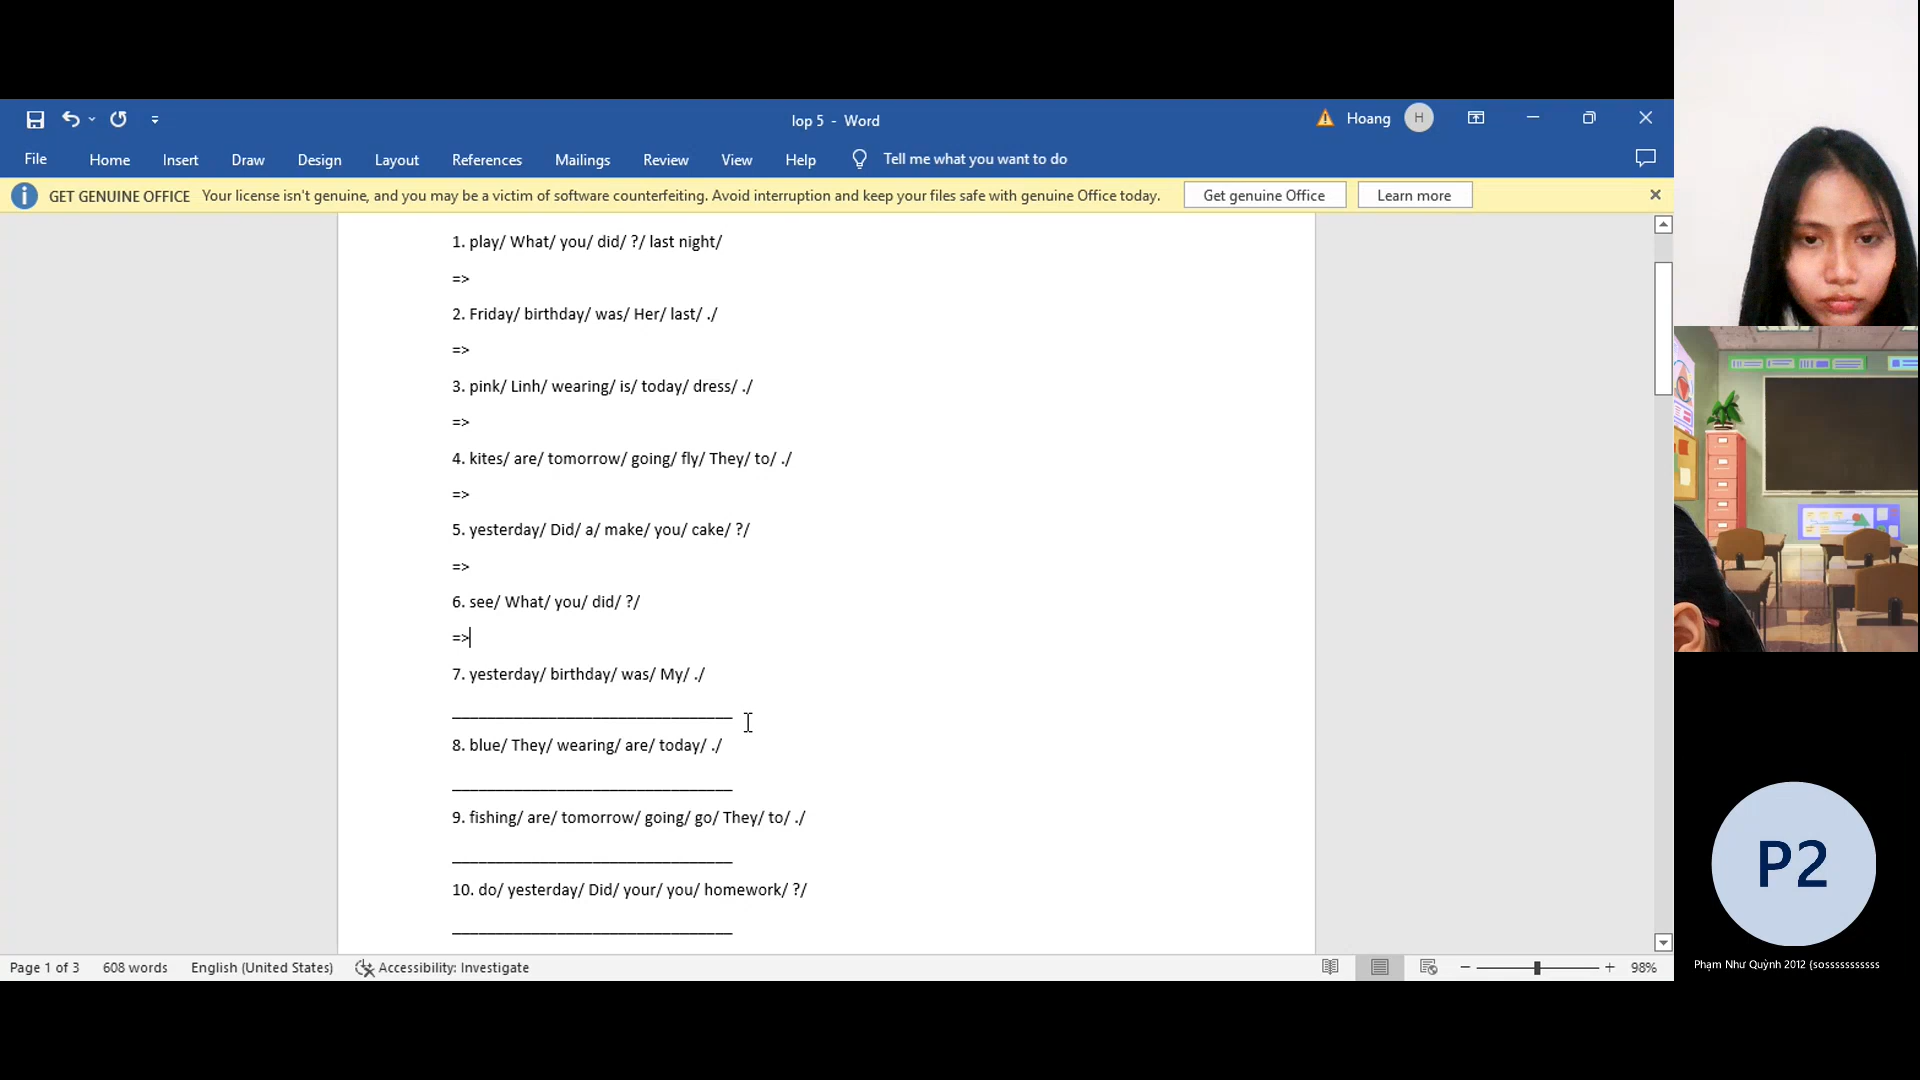 lop 5 - Word
Hoang
H
File Home Insert Draw Design Layout References Mailings Review View Help Tell me what you want to do
GET GENUINE OFFICE Your license isn't genuine, and you may be a victim of software counterfeiting. Avoid interruption and keep your files safe with genuine Office today. Get genuine Office Learn more
1. play/ What/ you/ did/ ?/ last night/
=>
2. Friday/ birthday/ was/ Her/ last/ ./
=>
3. pink/ Linh/ wearing/ is/ today/ dress/ ./
=>
4. kites/ are/ tomorrow/ going/ fly/ They/ to/ ./
=>
5. yesterday/ Did/ a/ make/ you/ cake/ ?/
=>
6. see/ What/ you/ did/ ?/
=>
7. yesterday/ birthday/ was/ My/ ./
________________________________
8. blue/ They/ wearing/ are/ today/ ./
________________________________
9. fishing/ are/ tomorrow/ going/ go/ They/ to/ ./
________________________________
10. do/ yesterday/ Did/ your/ you/ homework/ ?/
________________________________
Page 1 of 3 608 words English (United States) Accessibility: Investigate 98%
P2
Phạm Như Quỳnh 2012 (sosssssssssss